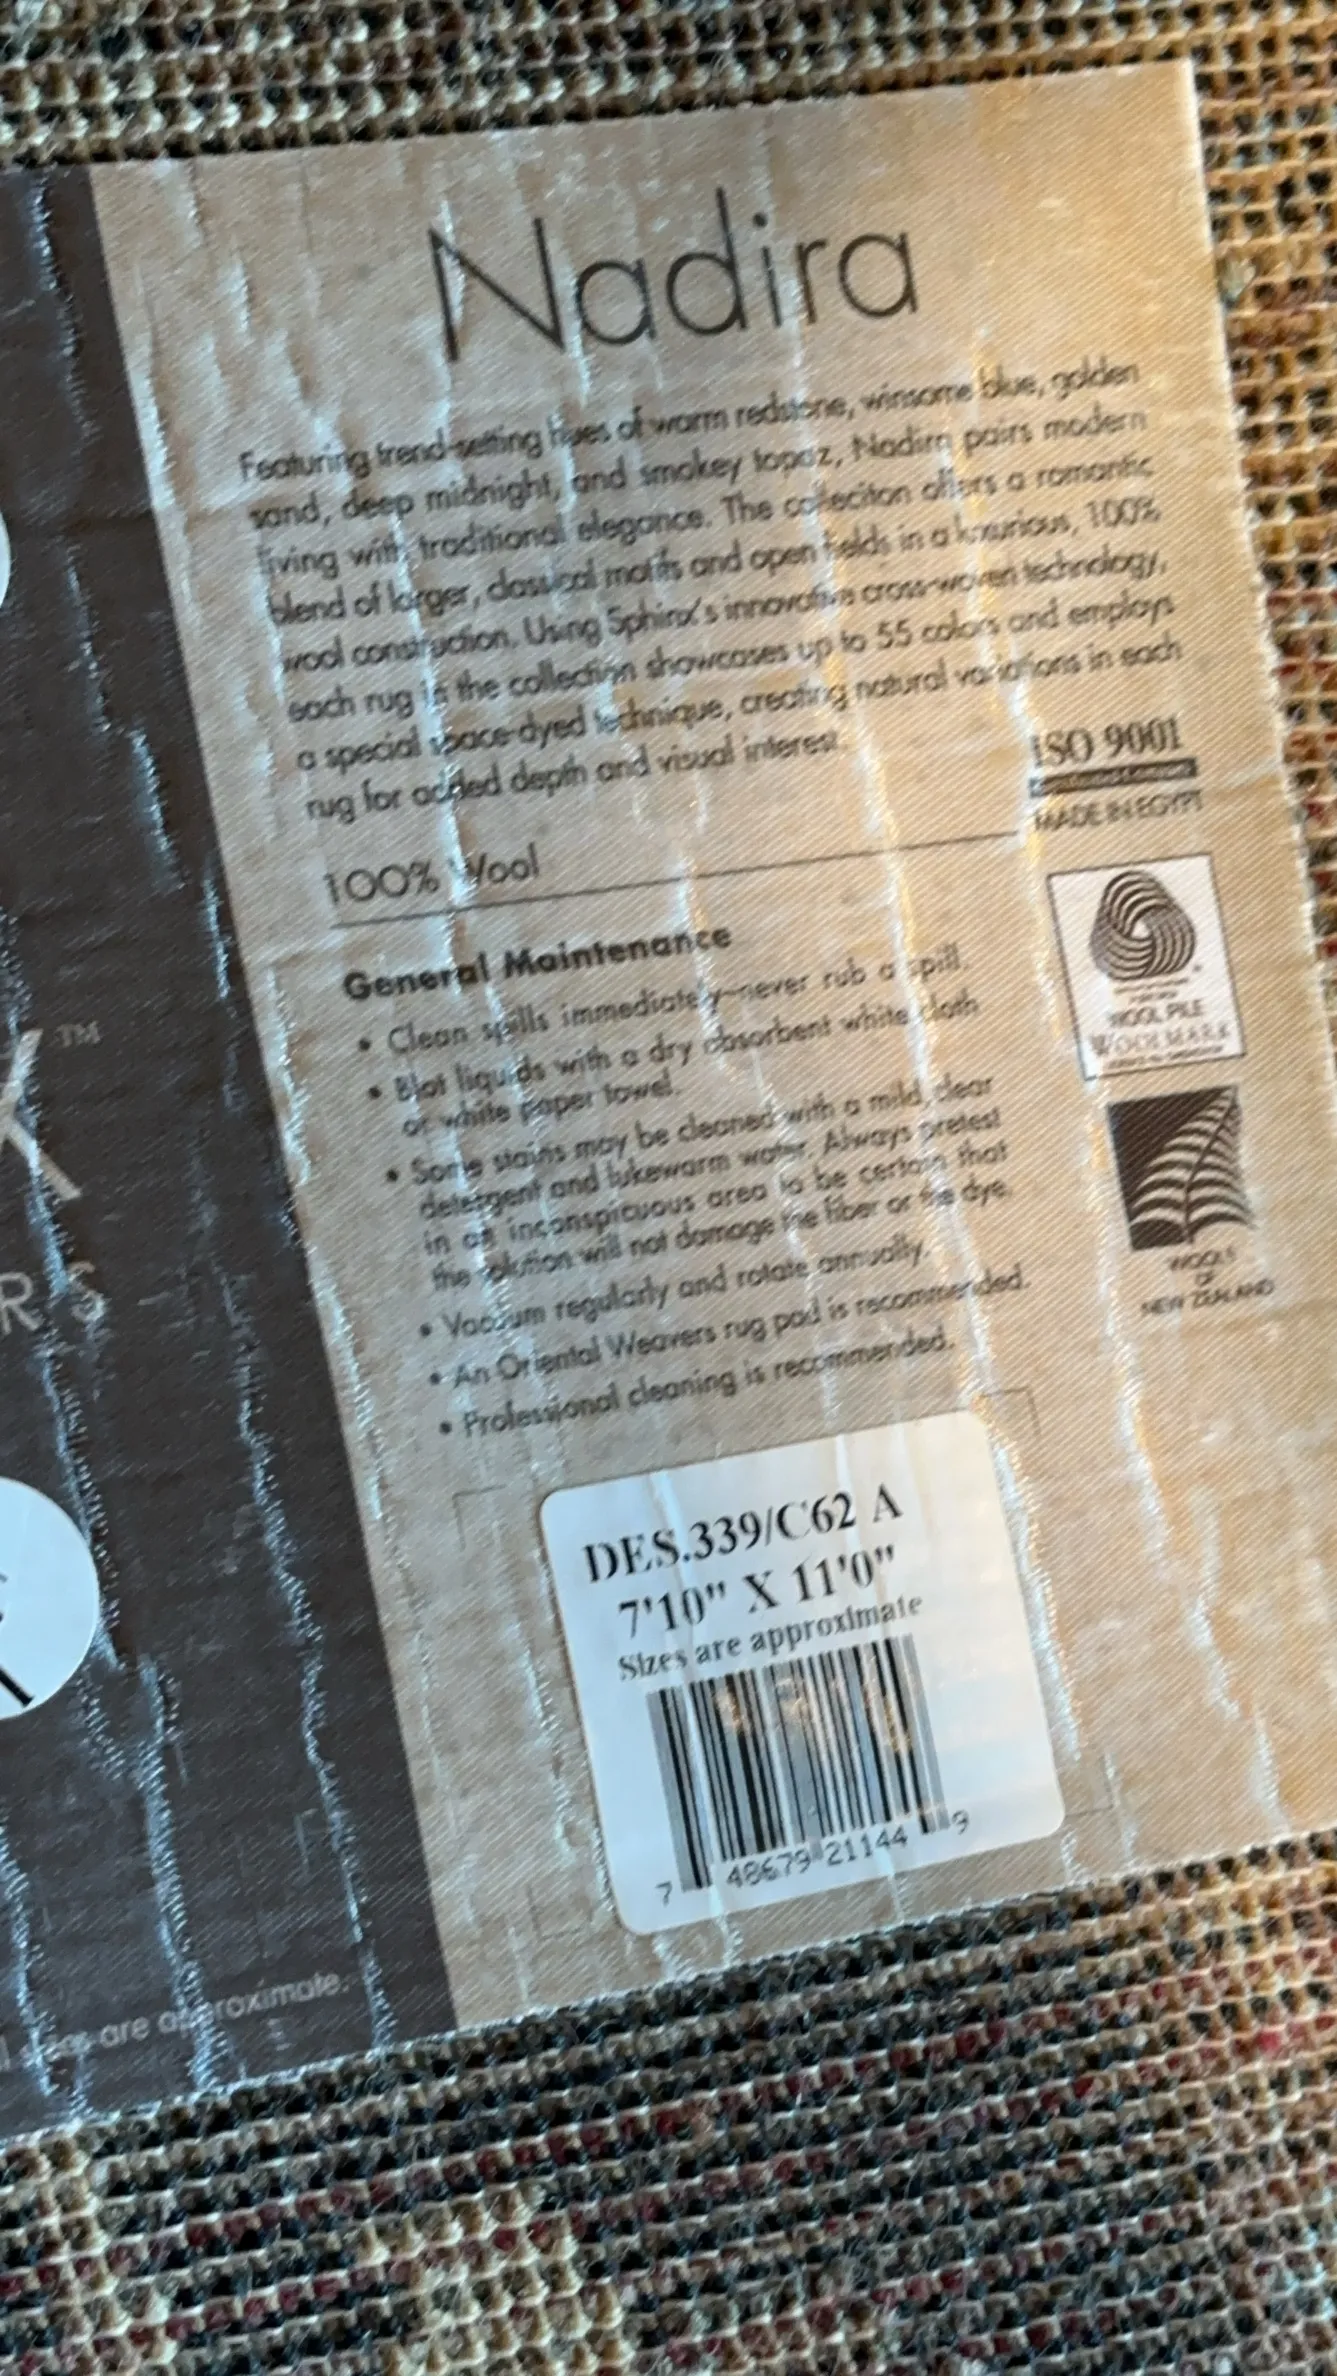 Nadira
Featuring trend-setting hues of warm redstone, winsome blue, golden
sand, deep midnight, and smokey topaz, Nadira pairs modern
living with traditional elegance. The colleciton offers a romantic
blend of larger, classical motifs and open fields in a luxurious, 100%
wool construction. Using Sphinx's innovative cross-woven technology,
each rug in the collection showcases up to 55 colors and employs
a special space-dyed technique, creating natural variations in each
rug for added depth and visual interest.
ISO 9001
MADE IN EGYPT
100% Wool
General Maintenance
• Clean spills immediately—never rub a spill.
• Blot liquids with a dry absorbent white cloth
or white paper towel.
• Some stains may be cleaned with a mild, clear
detergent and lukewarm water. Always pretest
in an inconspicuous area to be certain that
the solution will not damage the fiber or the dye.
• Vacuum regularly and rotate annually.
• An Oriental Weavers rug pad is recommended.
• Professional cleaning is recommended.
WOOL PILE
WOOLMARK
WOOLS
OF
NEW ZEALAND
DES.339/C62 A
7'10" X 11'0"
Sizes are approximate
7 48679 21144 9
X™
RS
are approximate.